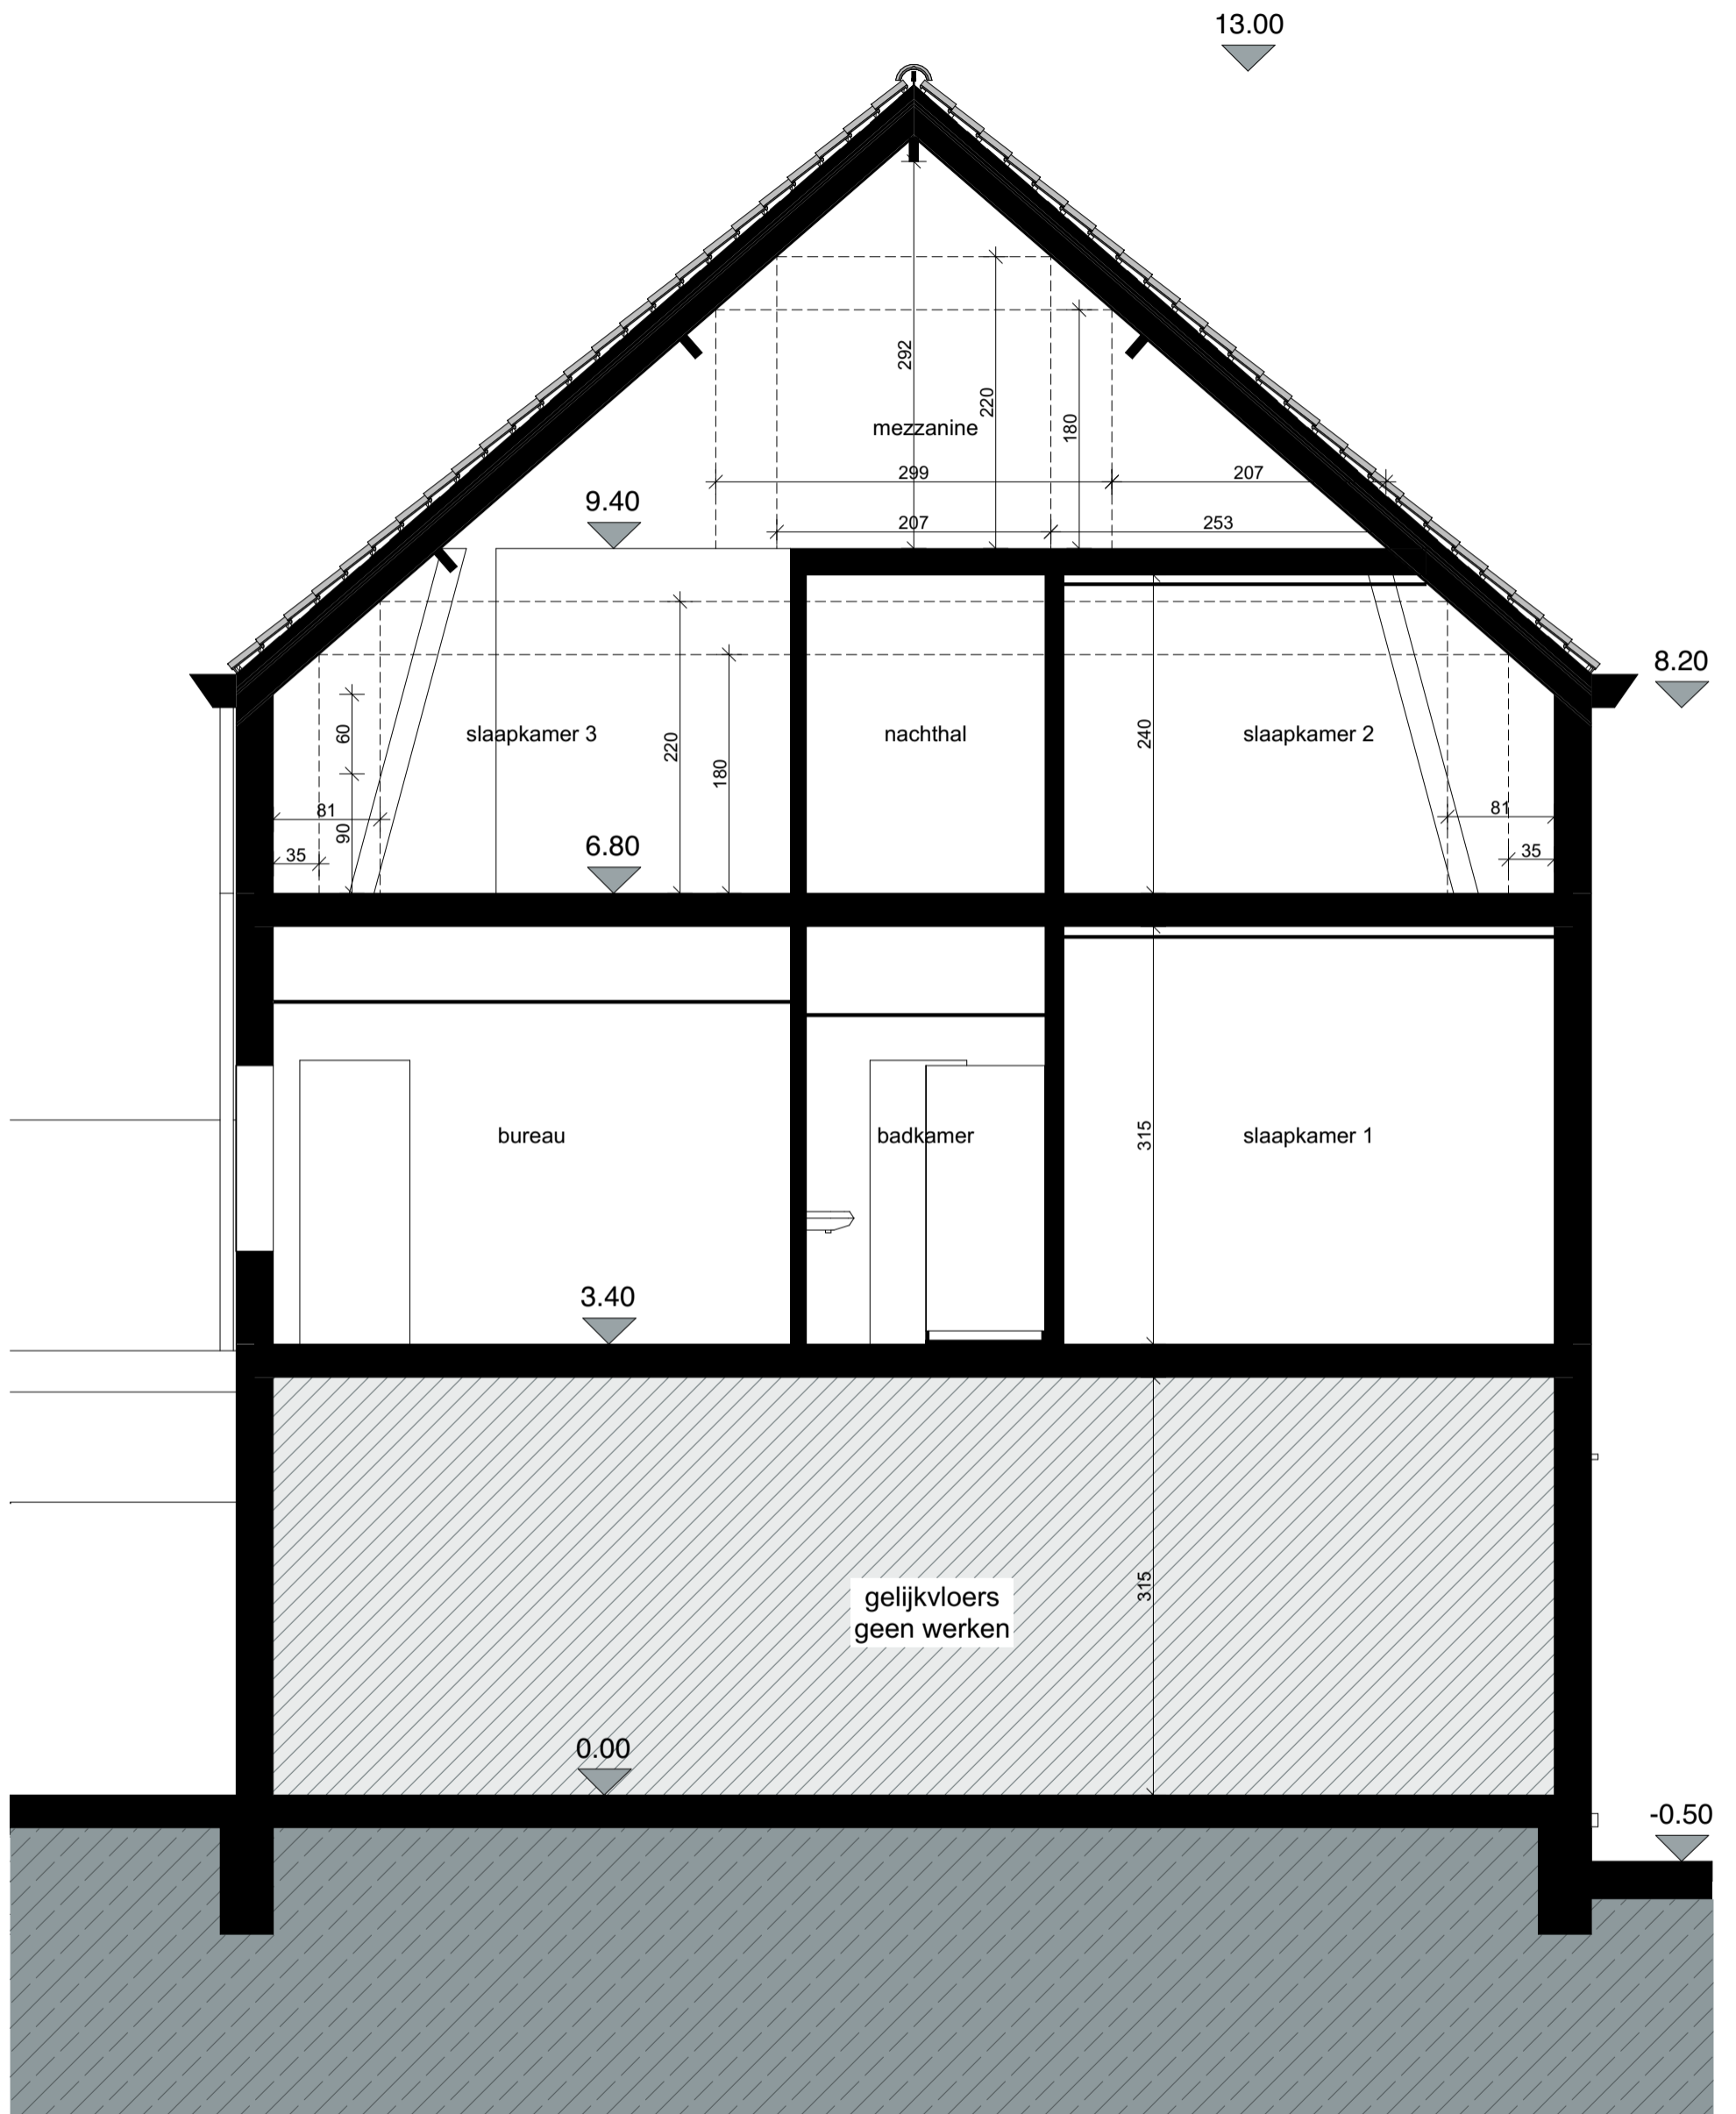 13.00
292
220
180
mezzanine
299
207
9.40
207
253
8.20
60
slaapkamer 3
220
180
nachthal
240
slaapkamer 2
81
90
81
35
6.80
35
bureau
badkamer
315
slaapkamer 1
3.40
gelijkvloers
geen werken
315
0.00
-0.50